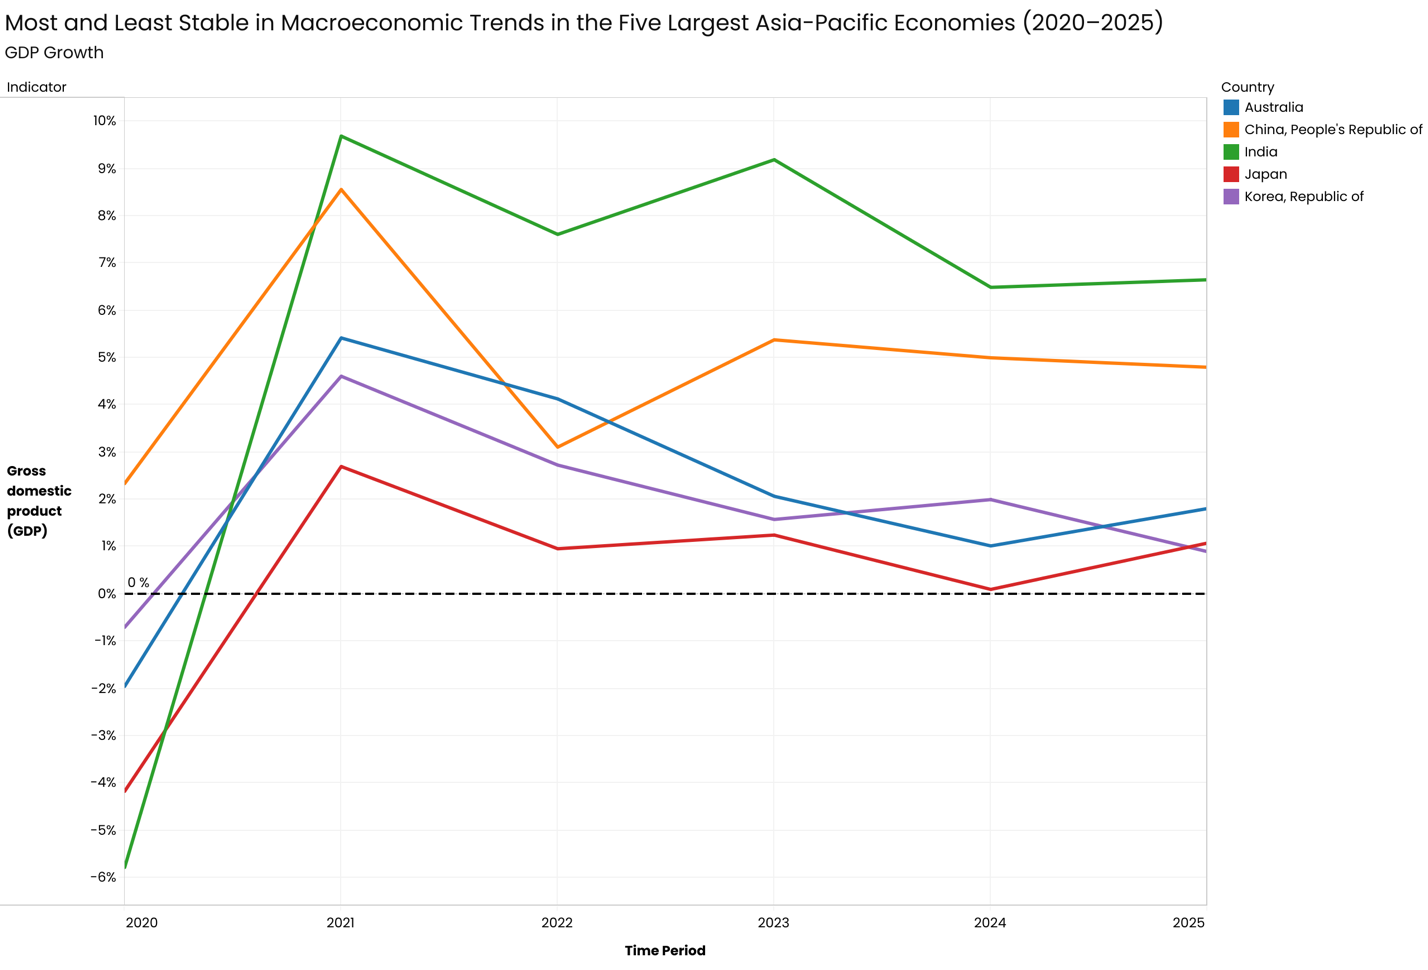 Most and Least Stable in Macroeconomic Trends in the Five Largest Asia-Pacific Economies (2020–2025)
GDP Growth
Indicator
Country
Australia
China, People's Republic of
India
Japan
Korea, Republic of
10%
9%
8%
7%
6%
5%
4%
3%
2%
1%
0%
−1%
−2%
−3%
−4%
−5%
−6%
Gross
domestic
product
(GDP)
0 %
2020
2021
2022
2023
2024
2025
Time Period